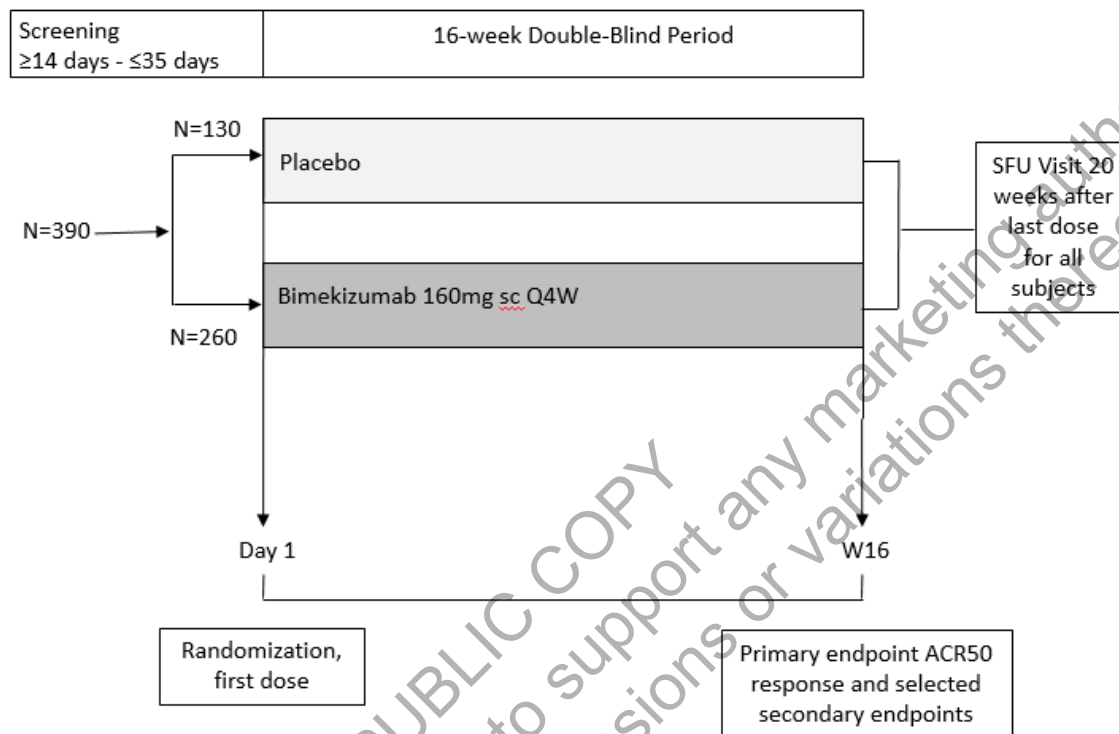 Screening
≥14 days - ≤35 days
16-week Double-Blind Period
N=130
Placebo
SFU Visit 20
weeks after
last dose
for all
subjects
N=390
Bimekizumab 160mg sc Q4W
N=260
Day 1
W16
Randomization,
first dose
Primary endpoint ACR50
response and selected
secondary endpoints
PUBLIC COPY
to support any marketing
or variations